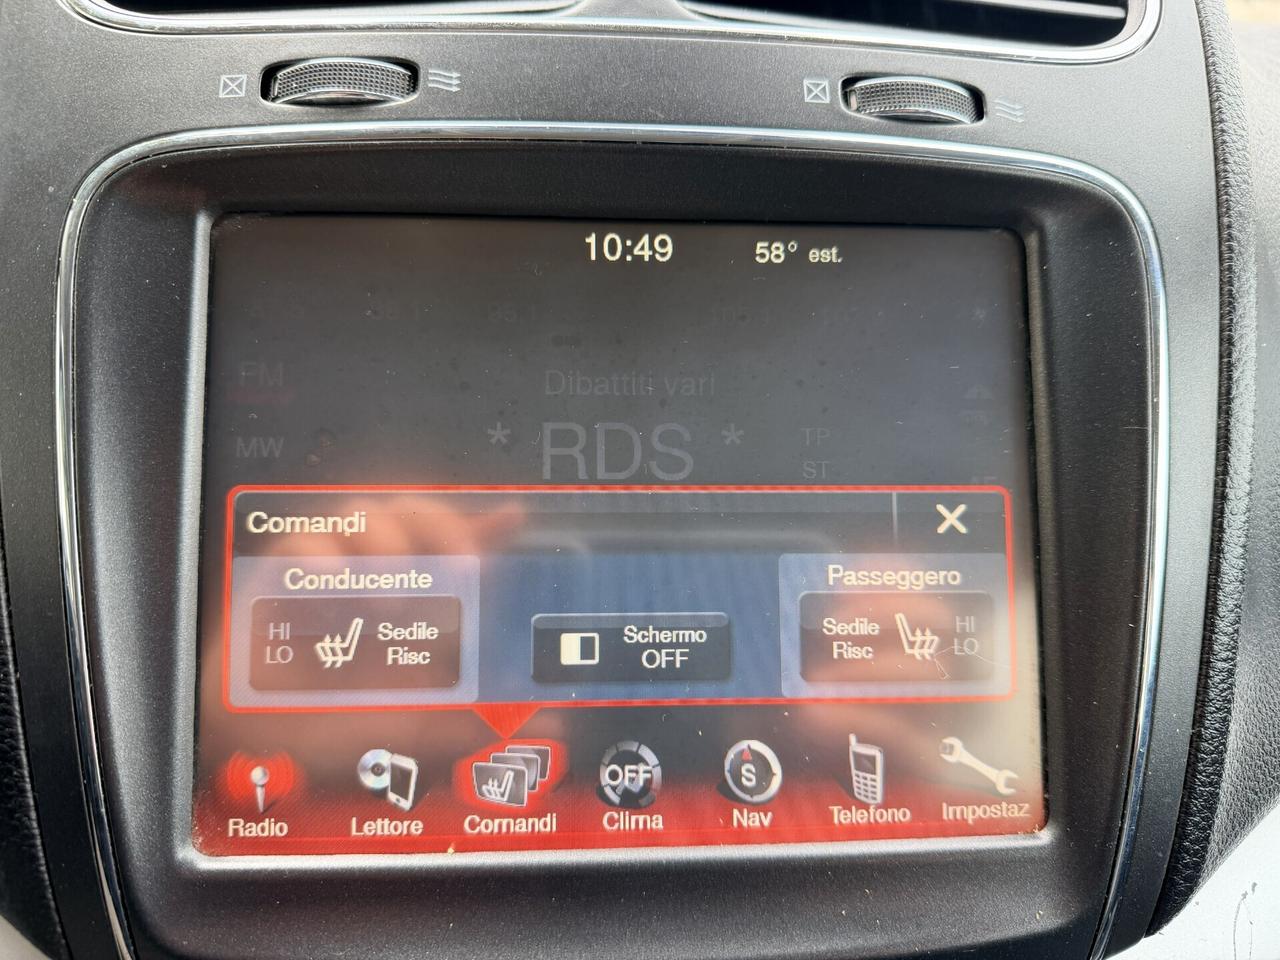 10:49
58° est.
FM
Dibattiti vari
MW
* RDS *
TP
ST
Comandi
X
Conducente
HI
LO
Sedile
Risc
Schermo
OFF
Passeggero
Sedile
Risc
HI
LO
Radio
Lettore
Comandi
OFF
Clima
S
Nav
Telefono
Impostaz